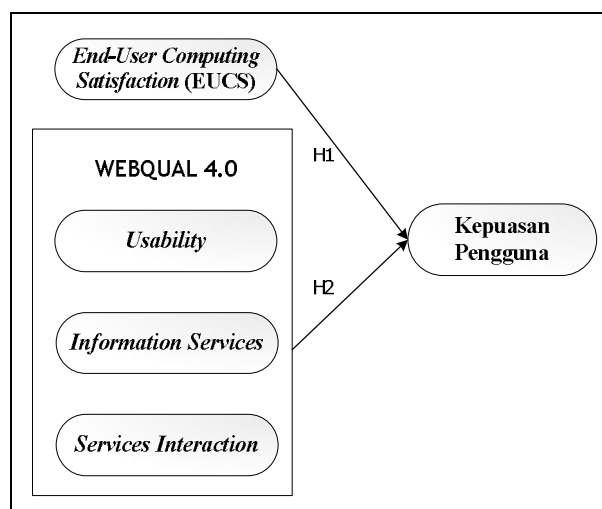 End-User Computing
Satisfaction (EUCS)
WEBQUAL 4.0
H1
Usability
Kepuasan
Pengguna
H2
Information Services
Services Interaction